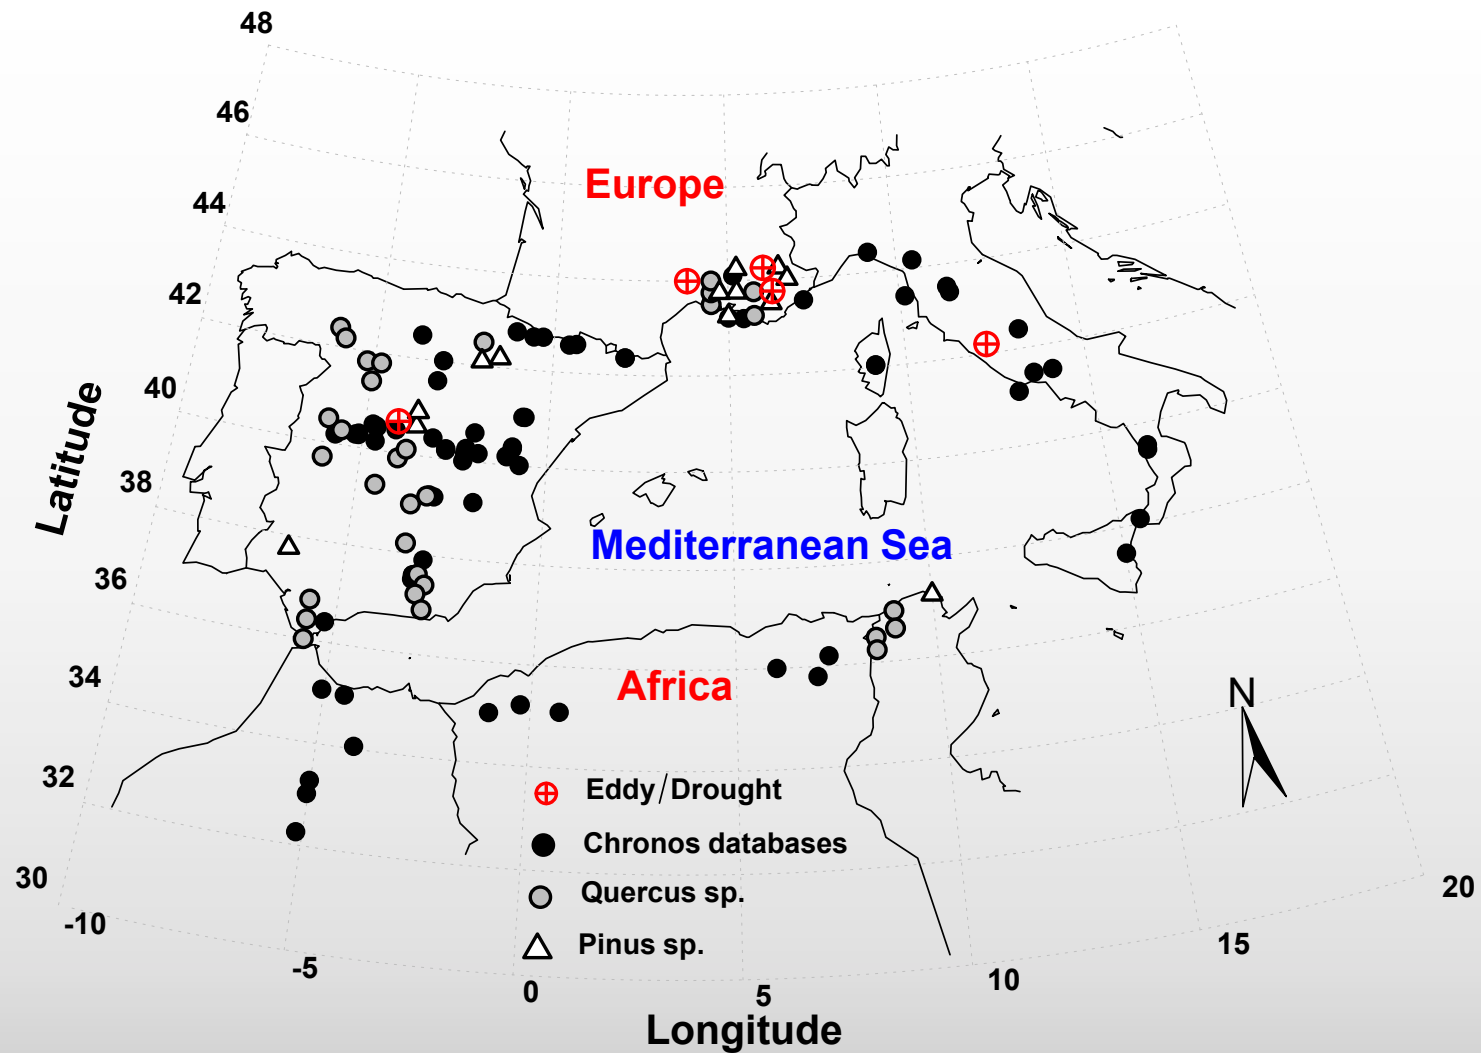 48
46
Europe
44
42
40
Latitude
38
Mediterranean Sea
36
34
Africa
N
32
Eddy/Drought
Chronos databases
30
Quercus sp.
20
-10
Pinus sp.
15
-5
10
0
5
Longitude